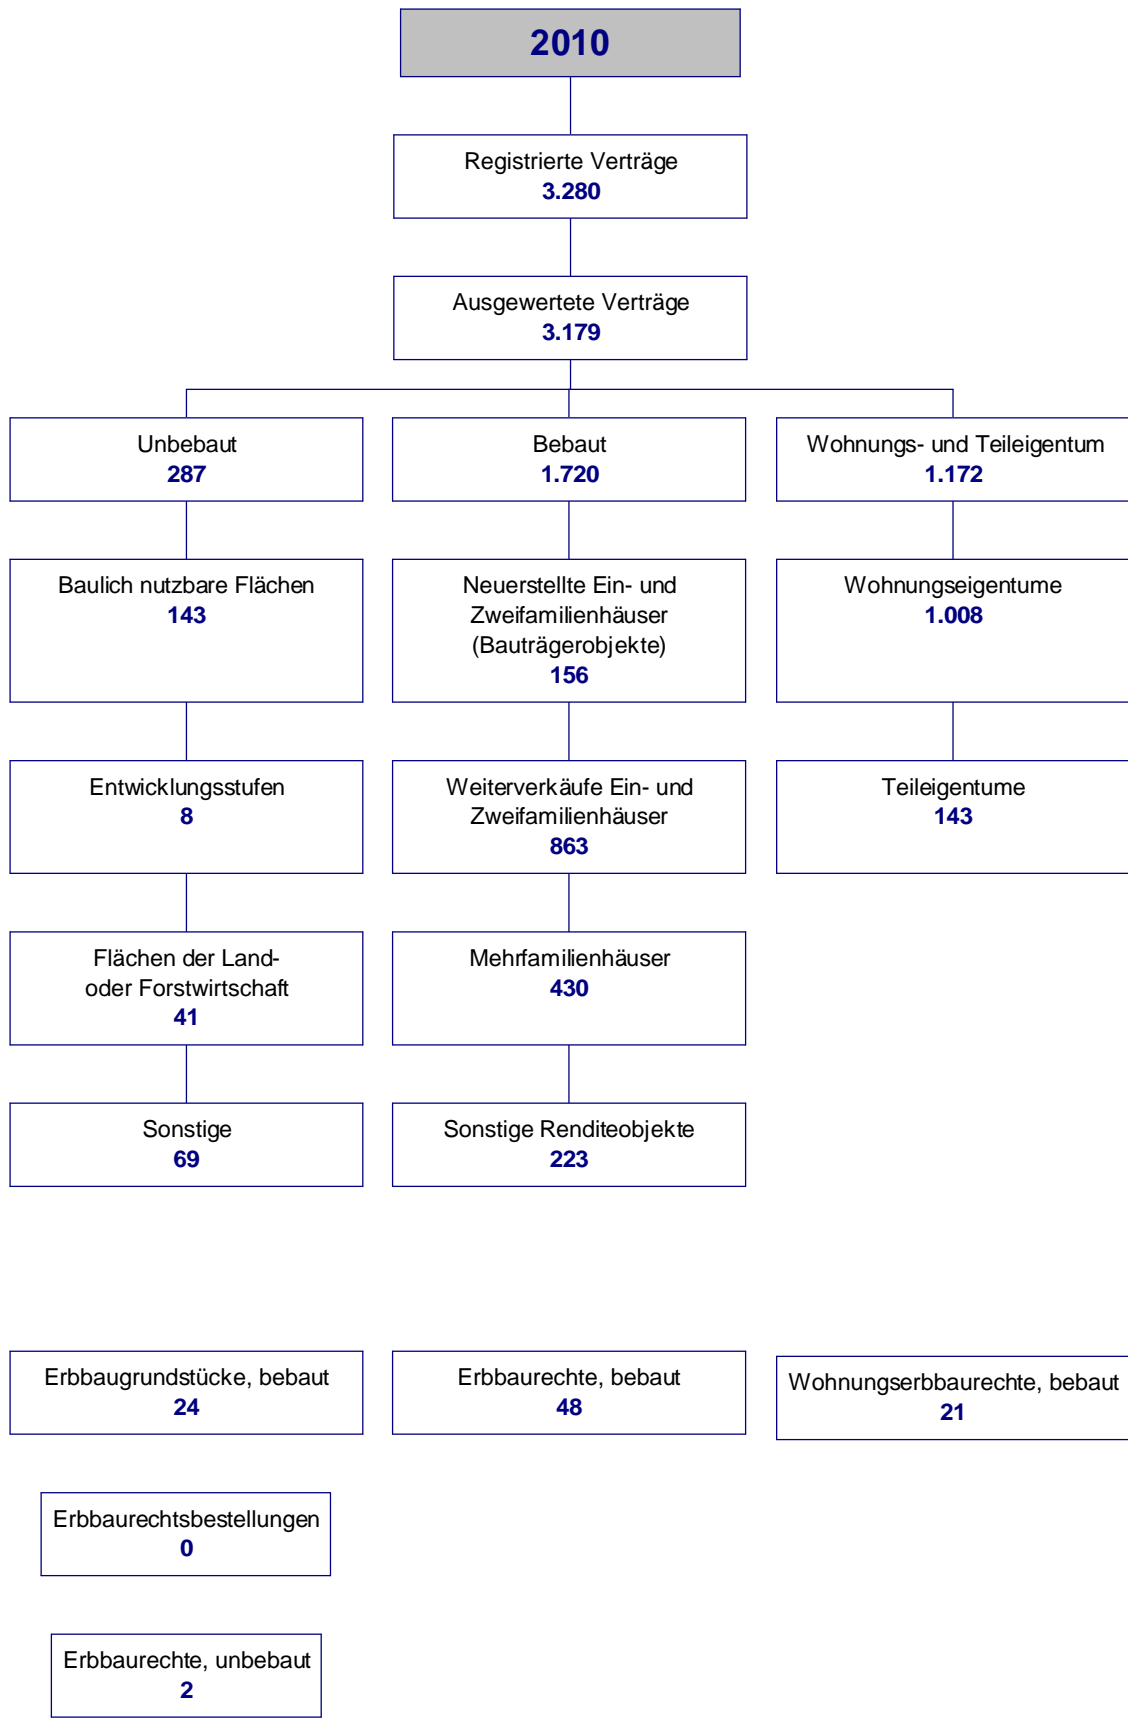 2010
Registrierte Verträge
3.280
Ausgewertete Verträge
3.179
Unbebaut
287
Bebaut
1.720
Wohnungs- und Teileigentum
1.172
Baulich nutzbare Flächen
143
Neuerstellte Ein- und
Zweifamilienhäuser
(Bauträgerobjekte)
156
Wohnungseigentume
1.008
Entwicklungsstufen
8
Weiterverkäufe Ein- und
Zweifamilienhäuser
863
Teileigentume
143
Flächen der Land-
oder Forstwirtschaft
41
Mehrfamilienhäuser
430
Sonstige
69
Sonstige Renditeobjekte
223
Erbbaugrundstücke, bebaut
24
Erbbaurechte, bebaut
48
Wohnungserbbaurechte, bebaut
21
Erbbaurechtsbestellungen
0
Erbbaurechte, unbebaut
2